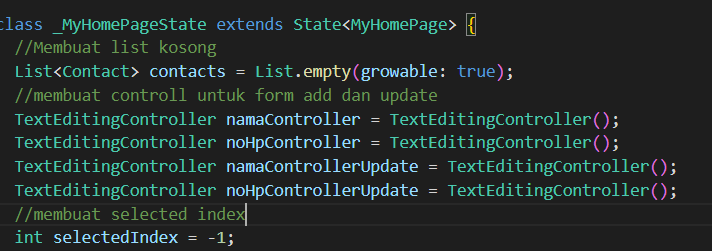 class _MyHomePageState extends State<MyHomePage> {
//Membuat list kosong
List<Contact> contacts = List.empty(growable: true);
//membuat controll untuk form add dan update
TextEditingController namaController = TextEditingController();
TextEditingController noHpController = TextEditingController();
TextEditingController namaControllerUpdate = TextEditingController();
TextEditingController noHpControllerUpdate = TextEditingController();
//membuat selected index
int selectedIndex = -1;